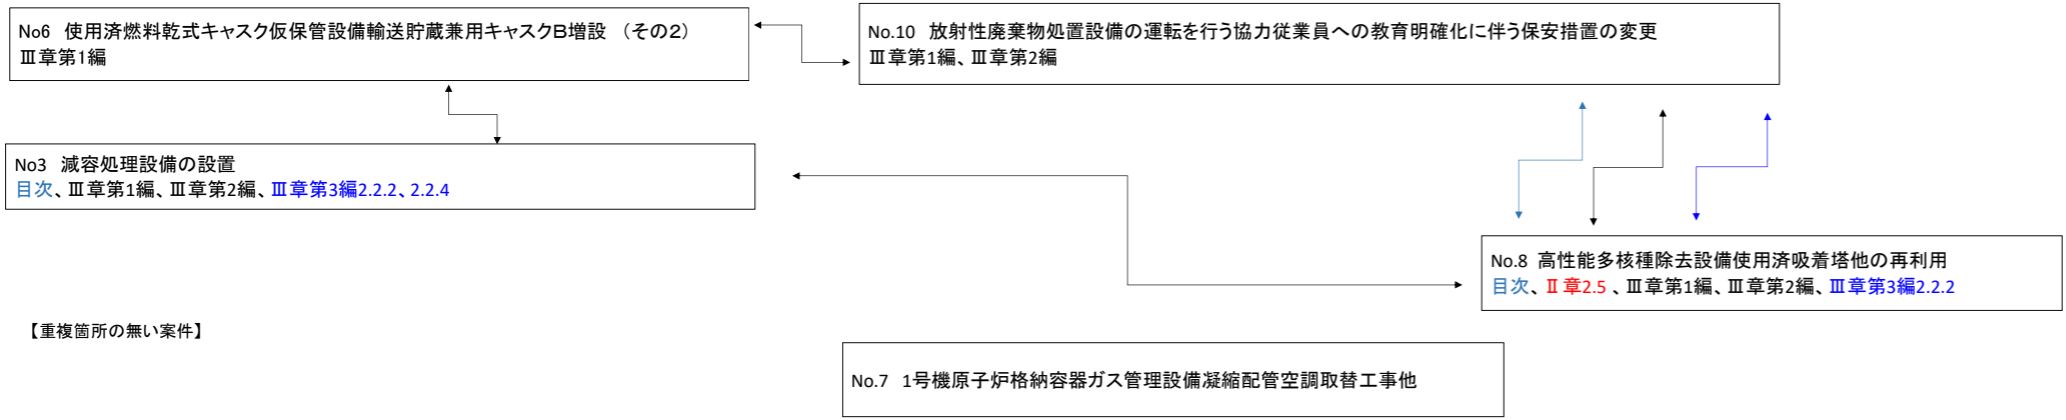 No6 使用済燃料乾式キャスク仮保管設備輸送貯蔵兼用キャスクB増設 (その2)
Ⅲ章第1編
No.10 放射性廃棄物処置設備の運転を行う協力従業員への教育明確化に伴う保安措置の変更
Ⅲ章第1編、Ⅲ章第2編
No3 減容処理設備の設置
目次、Ⅲ章第1編、Ⅲ章第2編、Ⅲ章第3編2.2.2、2.2.4
No.8 高性能多核種除去設備使用済吸着塔他の再利用
目次、Ⅱ章2.5 、Ⅲ章第1編、Ⅲ章第2編、Ⅲ章第3編2.2.2
【重複箇所の無い案件】
No.7 1号機原子炉格納容器ガス管理設備凝縮配管空調取替工事他